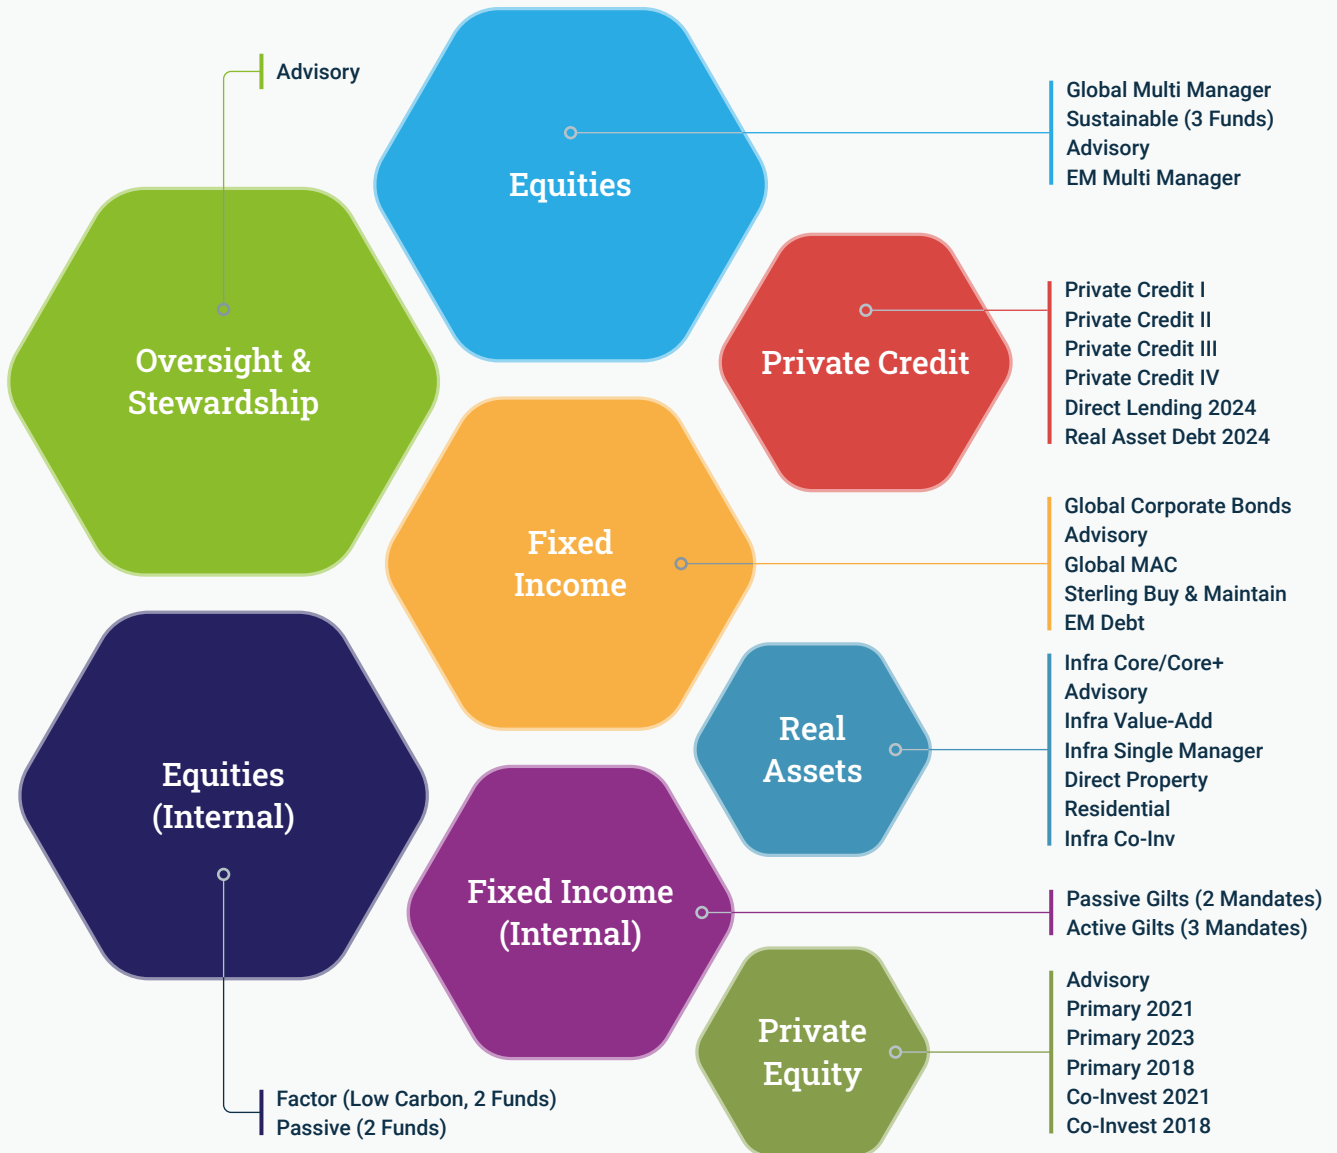 Advisory
Equities
Global Multi Manager
Sustainable (3 Funds)
Advisory
EM Multi Manager
Oversight &
Stewardship
Private Credit
Private Credit I
Private Credit II
Private Credit III
Private Credit IV
Direct Lending 2024
Real Asset Debt 2024
Fixed
Income
Global Corporate Bonds
Advisory
Global MAC
Sterling Buy & Maintain
EM Debt
Real
Assets
Infra Core/Core+
Advisory
Infra Value-Add
Infra Single Manager
Direct Property
Residential
Infra Co-Inv
Equities
(Internal)
Factor (Low Carbon, 2 Funds)
Passive (2 Funds)
Fixed Income
(Internal)
Passive Gilts (2 Mandates)
Active Gilts (3 Mandates)
Private
Equity
Advisory
Primary 2021
Primary 2023
Primary 2018
Co-Invest 2021
Co-Invest 2018